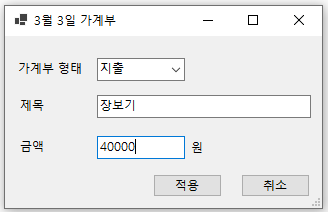 3월 3일 가계부
가계부 형태 지출
제목 장보기
금액 40000 원
적용 취소